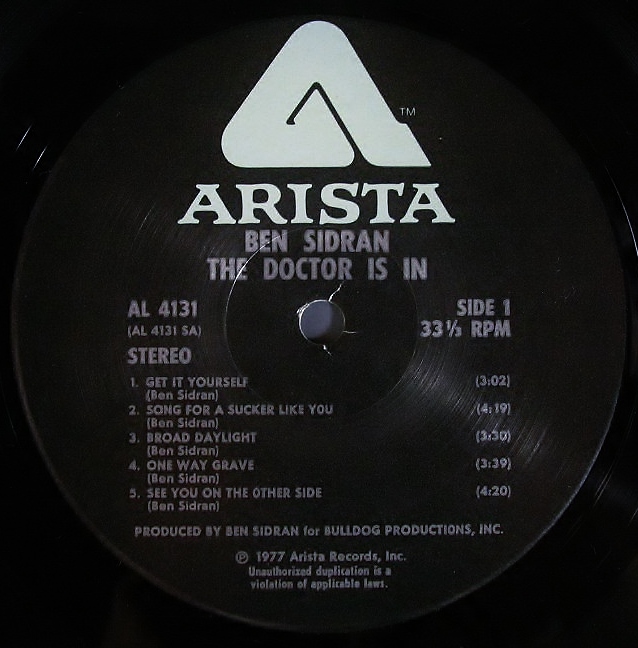 TM
ARISTA
BEN SIDRAN
THE DOCTOR IS IN
AL 4131 SIDE 1
(AL 4131 SA) 33⅓ RPM
STEREO
1. GET IT YOURSELF (3:02)
(Ben Sidran)
2. SONG FOR A SUCKER LIKE YOU (4:19)
(Ben Sidran)
3. BROAD DAYLIGHT (3:30)
(Ben Sidran)
4. ONE WAY GRAVE (3:39)
(Ben Sidran)
5. SEE YOU ON THE OTHER SIDE (4:20)
(Ben Sidran)
PRODUCED BY BEN SIDRAN for BULLDOG PRODUCTIONS, INC.
℗ 1977 Arista Records, Inc.
Unauthorized duplication is a
violation of applicable laws.